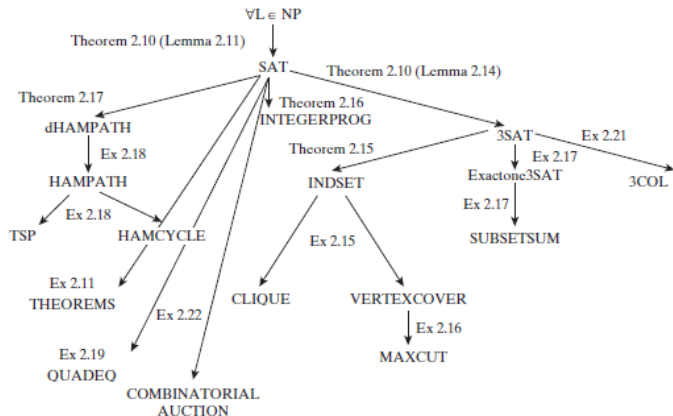 ∀L ∈ NP
Theorem 2.10 (Lemma 2.11)
SAT
Theorem 2.10 (Lemma 2.14)
Theorem 2.17
Theorem 2.16
dHAMPATH
INTEGERPROG
3SAT
Ex 2.21
Theorem 2.15
Ex 2.18
Ex 2.17
HAMPATH
INDSET
Exactone3SAT
3COL
Ex 2.18
Ex 2.17
TSP
HAMCYCLE
Ex 2.15
SUBSETSUM
Ex 2.11
THEOREMS
CLIQUE
VERTEXCOVER
Ex 2.22
Ex 2.16
Ex 2.19
QUADEQ
MAXCUT
COMBINATORIAL
AUCTION